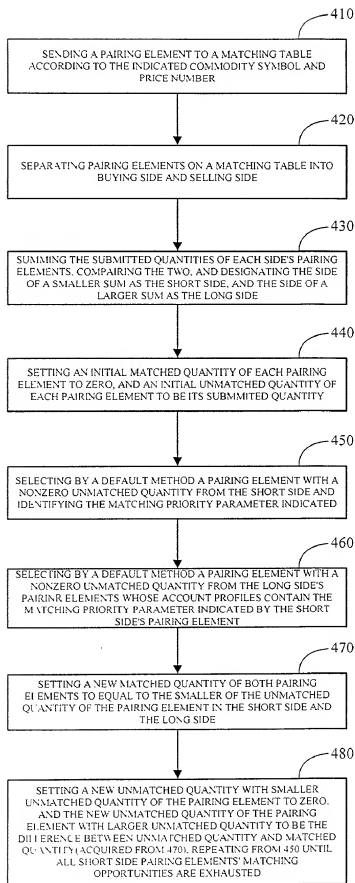 410
SENDING A PAIRING ELEMENT TO A MATCHING TABLE
ACCORDING TO THE INDICATED COMMODITY SYMBOL AND
PRICE NUMBER
420
SEPARATING PAIRING ELEMENTS ON A MATCHING TABLE INTO
BUYING SIDE AND SELLING SIDE
430
SUMMING THE SUBMITTED QUANTITIES OF EACH SIDE'S PAIRING
ELEMENTS, COMPAIRING THE TWO, AND DESIGNATING THE SIDE
OF A SMALLER SUM AS THE SHORT SIDE, AND THE SIDE OF A
LARGER SUM AS THE LONG SIDE
440
SETTING AN INITIAL MATCHED QUANTITY OF EACH PAIRING
ELEMENT TO ZERO, AND AN INITIAL UNMATCHED QUANTITY OF
EACH PAIRING ELEMENT TO BE ITS SUBMMITED QUANTITY
450
SELECTING BY A DEFAULT METHOD A PAIRING ELEMENT WITH A
NONZERO UNMATCHED QUANTITY FROM THE SHORT SIDE AND
IDENTIFYING THE MATCHING PRIORITY PARAMETER INDICATED
460
SELECTING BY A DEFAULT METHOD A PAIRING ELEMENT WITH A
NONZERO UNMATCHED QUANTITY FROM THE LONG SIDE'S
PAIRINR ELEMENTS WHOSE ACCOUNT PROFILES CONTAIN THE
MATCHING PRIORITY PARAMETER INDICATED BY THE SHORT
SIDE'S PAIRING ELEMENT
470
SETTING A NEW MATCHED QUANTITY OF BOTH PAIRING
ELEMENTS TO EQUAL TO THE SMALLER OF THE UNMATCHED
QUANTITY OF THE PAIRING ELEMENT IN THE SHORT SIDE AND
THE LONG SIDE
480
SETTING A NEW UNMATCHED QUANTITY WITH SMALLER
UNMATCHED QUANTITY OF THE PAIRING ELEMENT TO ZERO,
AND THE NEW UNMATCHED QUANTITY OF THE PAIRING
ELEMENT WITH LARGER UNMATCHED QUANTITY TO BE THE
DIFFERENCE BETWEEN UNMATCHED QUANTITY AND MATCHED
QUANTITY(ACQUIRED FROM 470), REPEATING FROM 450 UNTIL
ALL SHORT SIDE PAIRING ELEMENTS' MATCHING
OPPORTUNITIES ARE EXHAUSTED